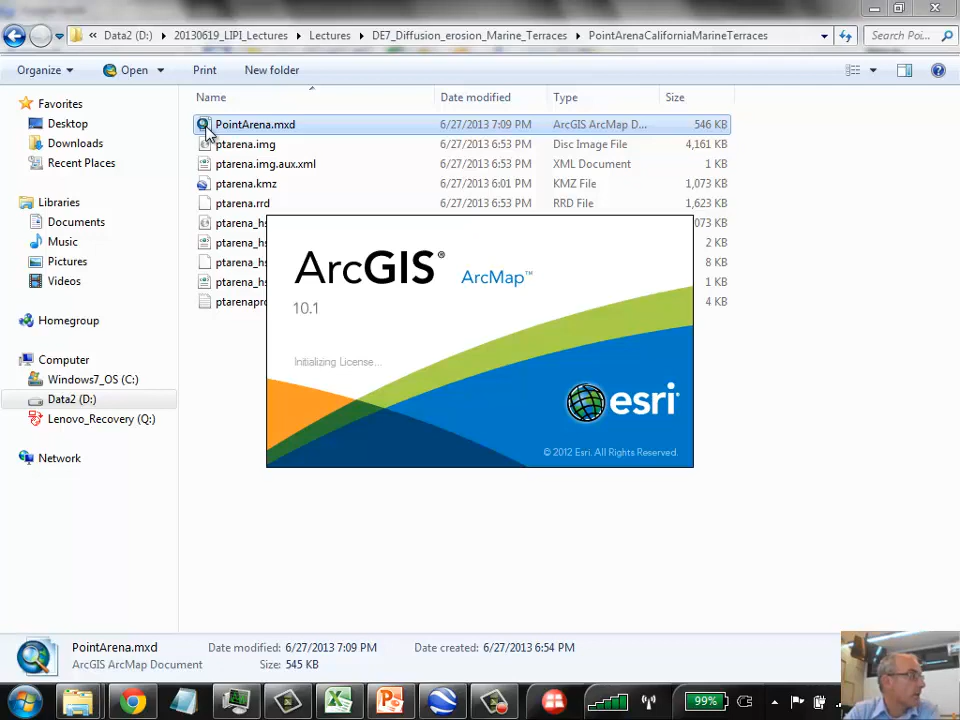 « Data2 (D:) ▸ 20130619_LIPI_Lectures ▸ Lectures ▸ DE7_Diffusion_erosion_Marine_Terraces ▸ PointArenaCaliforniaMarineTerraces
Search Poi...
Organize Open Print New folder
Name Date modified Type Size
Favorites
Desktop
Downloads
Recent Places
Libraries
Documents
Music
Pictures
Videos
Homegroup
Computer
Windows7_OS (C:)
Data2 (D:)
Lenovo_Recovery (Q:)
Network
PointArena.mxd 6/27/2013 7:09 PM ArcGIS ArcMap D... 546 KB
ptarena.img 6/27/2013 6:53 PM Disc Image File 4,161 KB
ptarena.img.aux.xml 6/27/2013 6:53 PM XML Document 1 KB
ptarena.kmz 6/27/2013 6:01 PM KMZ File 1,073 KB
ptarena.rrd 6/27/2013 6:53 PM RRD File 1,623 KB
ptarena_hs 073 KB
ptarena_hs 2 KB
ptarena_hs 8 KB
ptarena_hs 1 KB
ptarenapro 4 KB
ArcGIS® ArcMap™
10.1
Initializing License...
esri
© 2012 Esri. All Rights Reserved.
PointArena.mxd Date modified: 6/27/2013 7:09 PM Date created: 6/27/2013 6:54 PM
ArcGIS ArcMap Document Size: 545 KB
99%